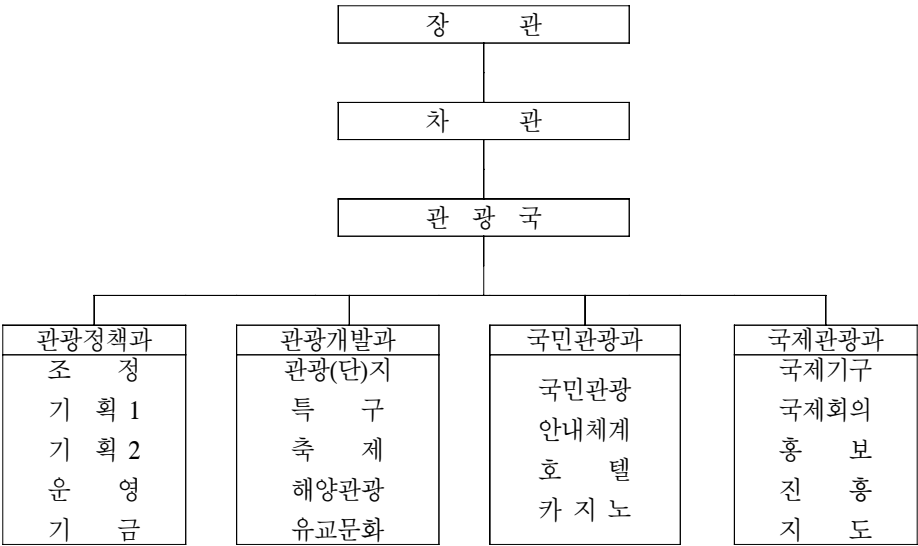 장 관
차 관
관 광 국
관광정책과
조 정
기 획 1
기 획 2
운 영
기 금
관광개발과
관광(단)지
특 구
축 제
해양관광
유교문화
국민관광과
국민관광
안내체계
호 텔
카 지 노
국제관광과
국제기구
국제회의
홍 보
진 흥
지 도